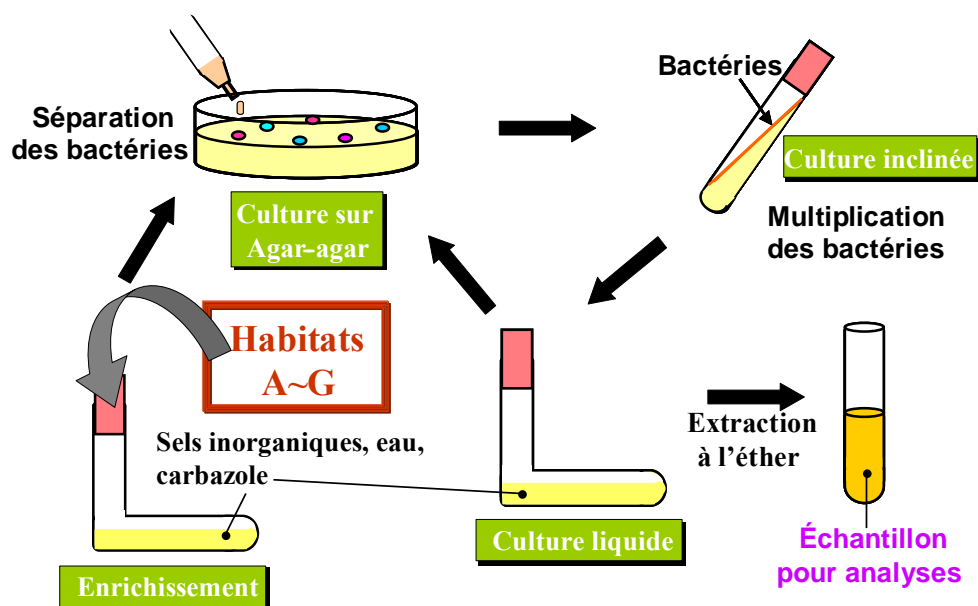 Séparation
des bactéries
Culture sur
Agar-agar
Bactéries
Culture inclinée
Multiplication
des bactéries
Habitats
A~G
Sels inorganiques, eau,
carbazole
Enrichissement
Culture liquide
Extraction
à l'éther
Échantillon
pour analyses